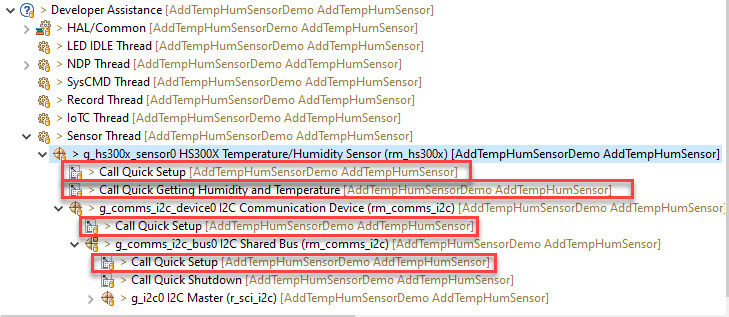 > Developer Assistance [AddTempHumSensorDemo AddTempHumSensor]
> HAL/Common [AddTempHumSensorDemo AddTempHumSensor]
LED IDLE Thread [AddTempHumSensorDemo AddTempHumSensor]
> NDP Thread [AddTempHumSensorDemo AddTempHumSensor]
> SysCMD Thread [AddTempHumSensorDemo AddTempHumSensor]
> Record Thread [AddTempHumSensorDemo AddTempHumSensor]
> IoTC Thread [AddTempHumSensorDemo AddTempHumSensor]
> Sensor Thread [AddTempHumSensorDemo AddTempHumSensor]
> g_hs300x_sensor0 HS300X Temperature/Humidity Sensor (rm_hs300x) [AddTempHumSensorDemo AddTempHumSensor]
> Call Quick Setup [AddTempHumSensorDemo AddTempHumSensor]
> Call Quick Getting Humidity and Temperature [AddTempHumSensorDemo AddTempHumSensor]
> g_comms_i2c_device0 I2C Communication Device (rm_comms_i2c) [AddTempHumSensorDemo AddTempHumSensor]
> Call Quick Setup [AddTempHumSensorDemo AddTempHumSensor]
> g_comms_i2c_bus0 I2C Shared Bus (rm_comms_i2c) [AddTempHumSensorDemo AddTempHumSensor]
> Call Quick Setup [AddTempHumSensorDemo AddTempHumSensor]
> Call Quick Shutdown [AddTempHumSensorDemo AddTempHumSensor]
> g_i2c0 I2C Master (r_sci_i2c) [AddTempHumSensorDemo AddTempHumSensor]